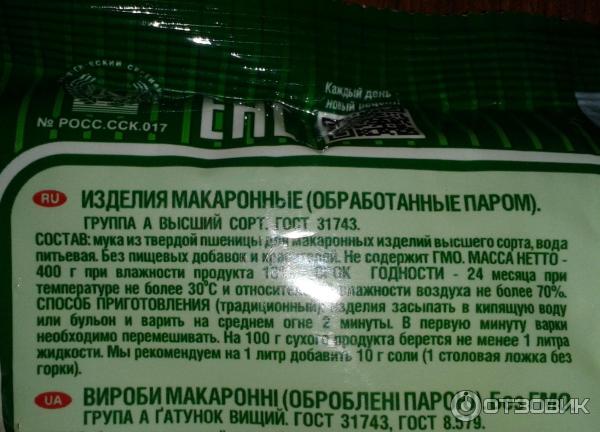 № РОСС.ССК.017
Каждый день
новый
RU ИЗДЕЛИЯ МАКАРОННЫЕ (ОБРАБОТАННЫЕ ПАРОМ).
ГРУППА А ВЫСШИЙ СОРТ. ГОСТ 31743.
СОСТАВ: мука из твердой пшеницы для макаронных изделий высшего сорта, вода
питьевая. Без пищевых добавок и красителей. Не содержит ГМО. МАССА НЕТТО -
400 г при влажности продукта СРОК ГОДНОСТИ - 24 месяца при
температуре не более 30°С и относительной влажности воздуха не более 70%.
СПОСОБ ПРИГОТОВЛЕНИЯ (традиционный): изделия засыпать в кипящую воду
или бульон и варить на среднем огне 2 минуты. В первую минуту варки
необходимо перемешивать. На 100 г сухого продукта берется не менее 1 литра
жидкости. Мы рекомендуем на 1 литр добавить 10 г соли (1 столовая ложка без
горки).
UA ВИРОБИ МАКАРОННІ (ОБРОБЛЕНІ ПАРОМ) Без ГМО
ГРУПА А ҐАТУНОК ВИЩИЙ. ГОСТ 31743, ГОСТ 8.579.
ОТЗОВИК